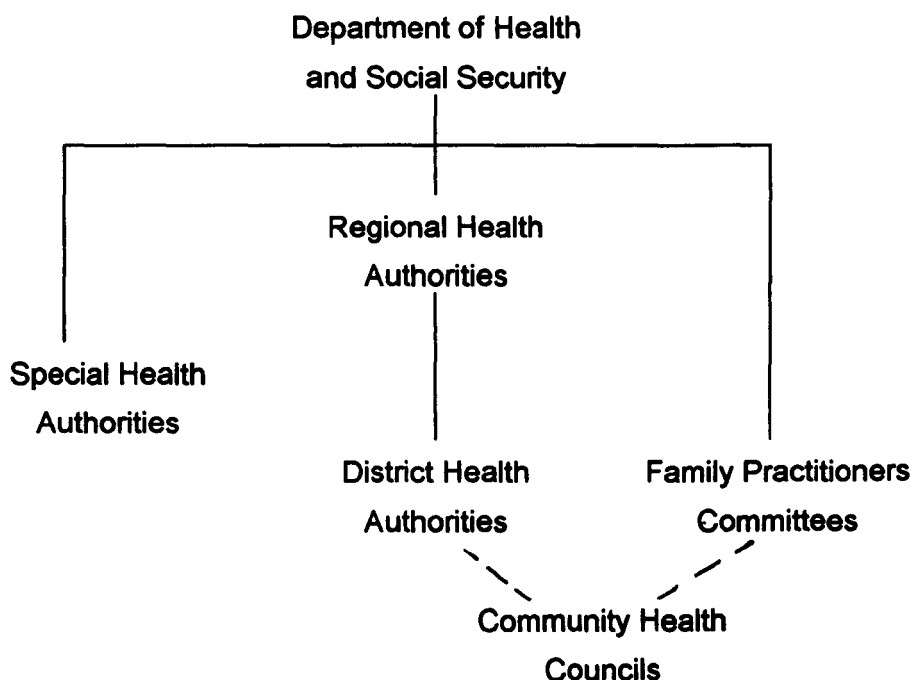 Department of Health
and Social Security
Regional Health
Authorities
Special Health
Authorities
District Health
Authorities
Family Practitioners
Committees
Community Health
Councils